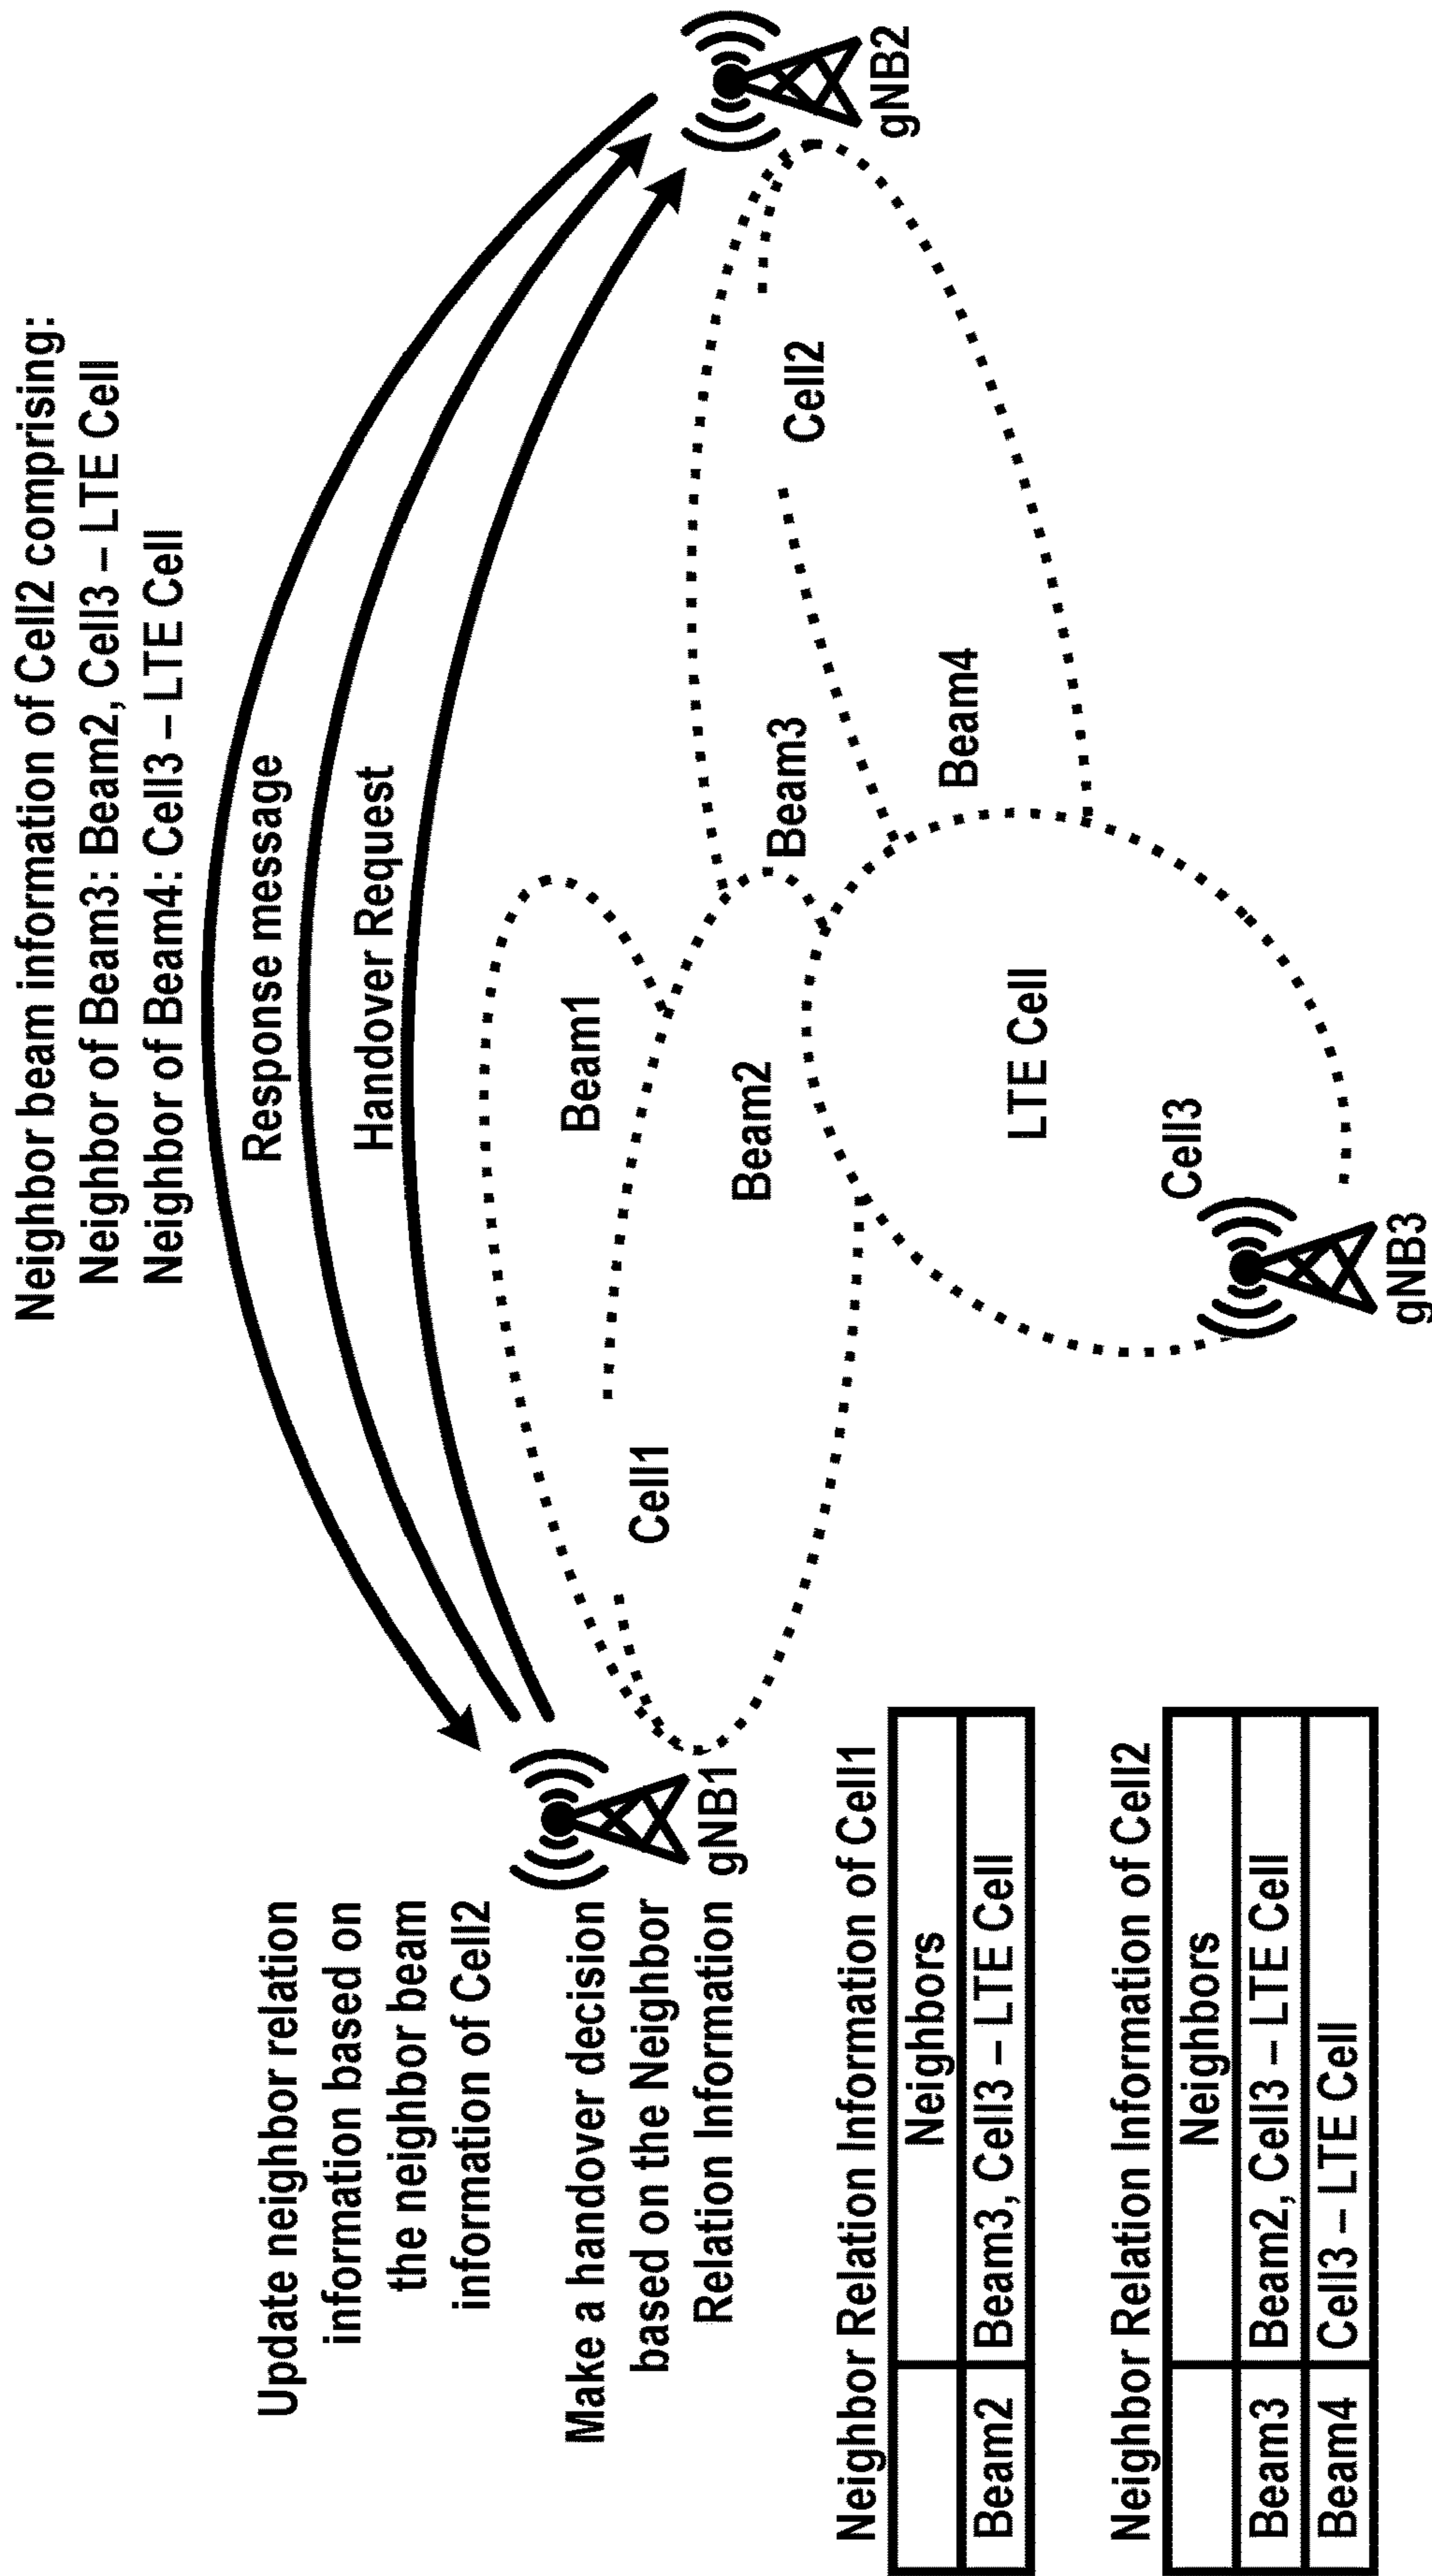 Neighbor beam information of Cell2 comprising:
Neighbor of Beam3: Beam2, Cell3 – LTE Cell
Neighbor of Beam4: Cell3 – LTE Cell
Response message
Handover Request
Update neighbor relation
information based on
the neighbor beam
information of Cell2
Make a handover decision
based on the Neighbor
Relation Information
gNB1
gNB2
Cell1
Beam1
Beam2
Beam3
Cell2
Beam4
LTE Cell
Cell3
gNB3
Neighbor Relation Information of Cell1
Neighbors
Beam2 Beam3, Cell3 – LTE Cell
Neighbor Relation Information of Cell2
Neighbors
Beam3 Beam2, Cell3 – LTE Cell
Beam4 Cell3 – LTE Cell